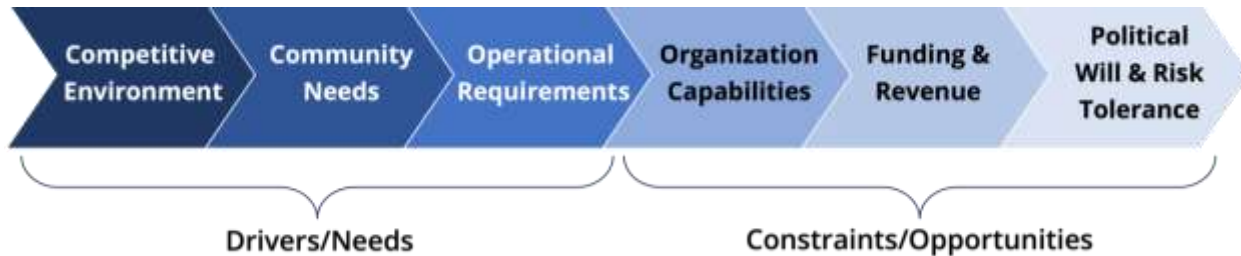 Competitive
Environment
Community
Needs
Operational
Requirements
Organization
Capabilities
Funding &
Revenue
Political
Will & Risk
Tolerance
Drivers/Needs
Constraints/Opportunities